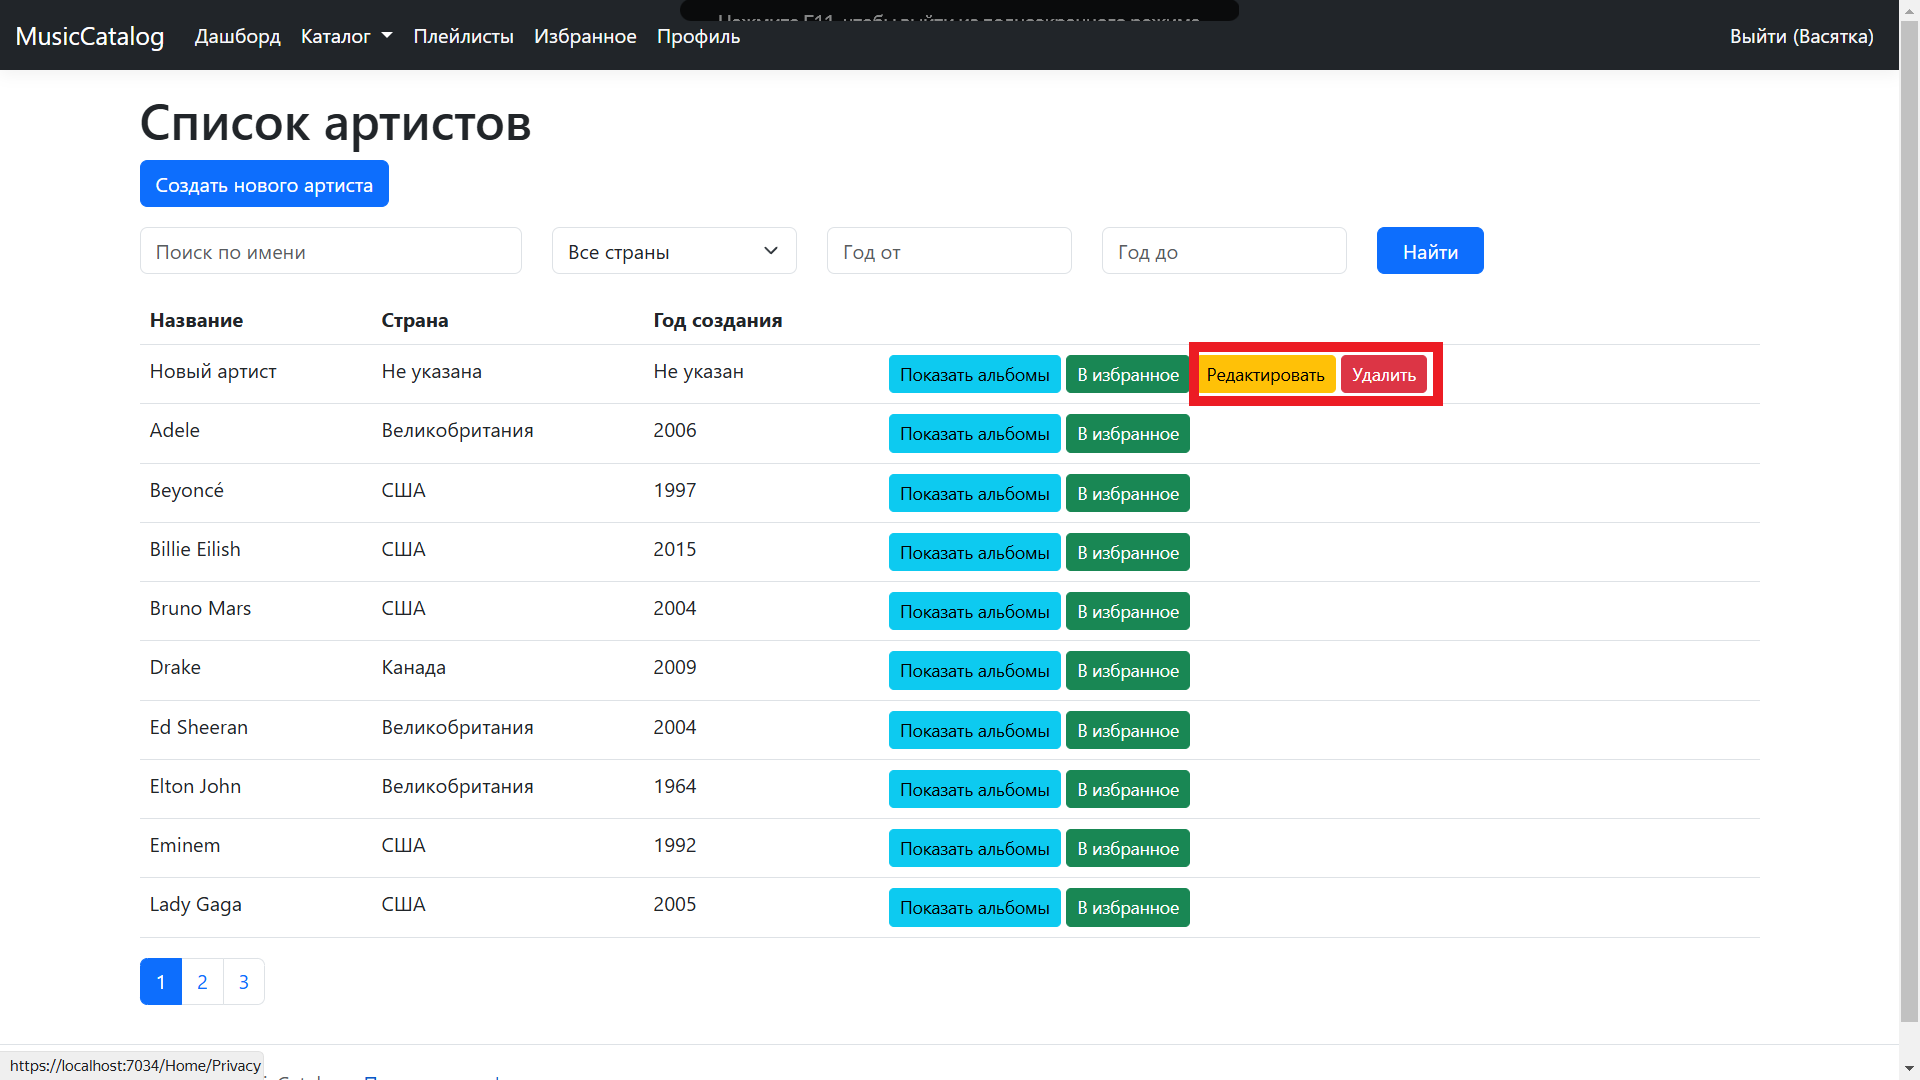 MusicCatalog Дашборд Каталог Плейлисты Избранное Профиль Выйти (Васятка)
Список артистов
Создать нового артиста
Поиск по имени Все страны Год от Год до Найти
Название Страна Год создания
Новый артист Не указана Не указан Показать альбомы В избранное Редактировать Удалить
Adele Великобритания 2006 Показать альбомы В избранное
Beyoncé США 1997 Показать альбомы В избранное
Billie Eilish США 2015 Показать альбомы В избранное
Bruno Mars США 2004 Показать альбомы В избранное
Drake Канада 2009 Показать альбомы В избранное
Ed Sheeran Великобритания 2004 Показать альбомы В избранное
Elton John Великобритания 1964 Показать альбомы В избранное
Eminem США 1992 Показать альбомы В избранное
Lady Gaga США 2005 Показать альбомы В избранное
1 2 3
https://localhost:7034/Home/Privacy